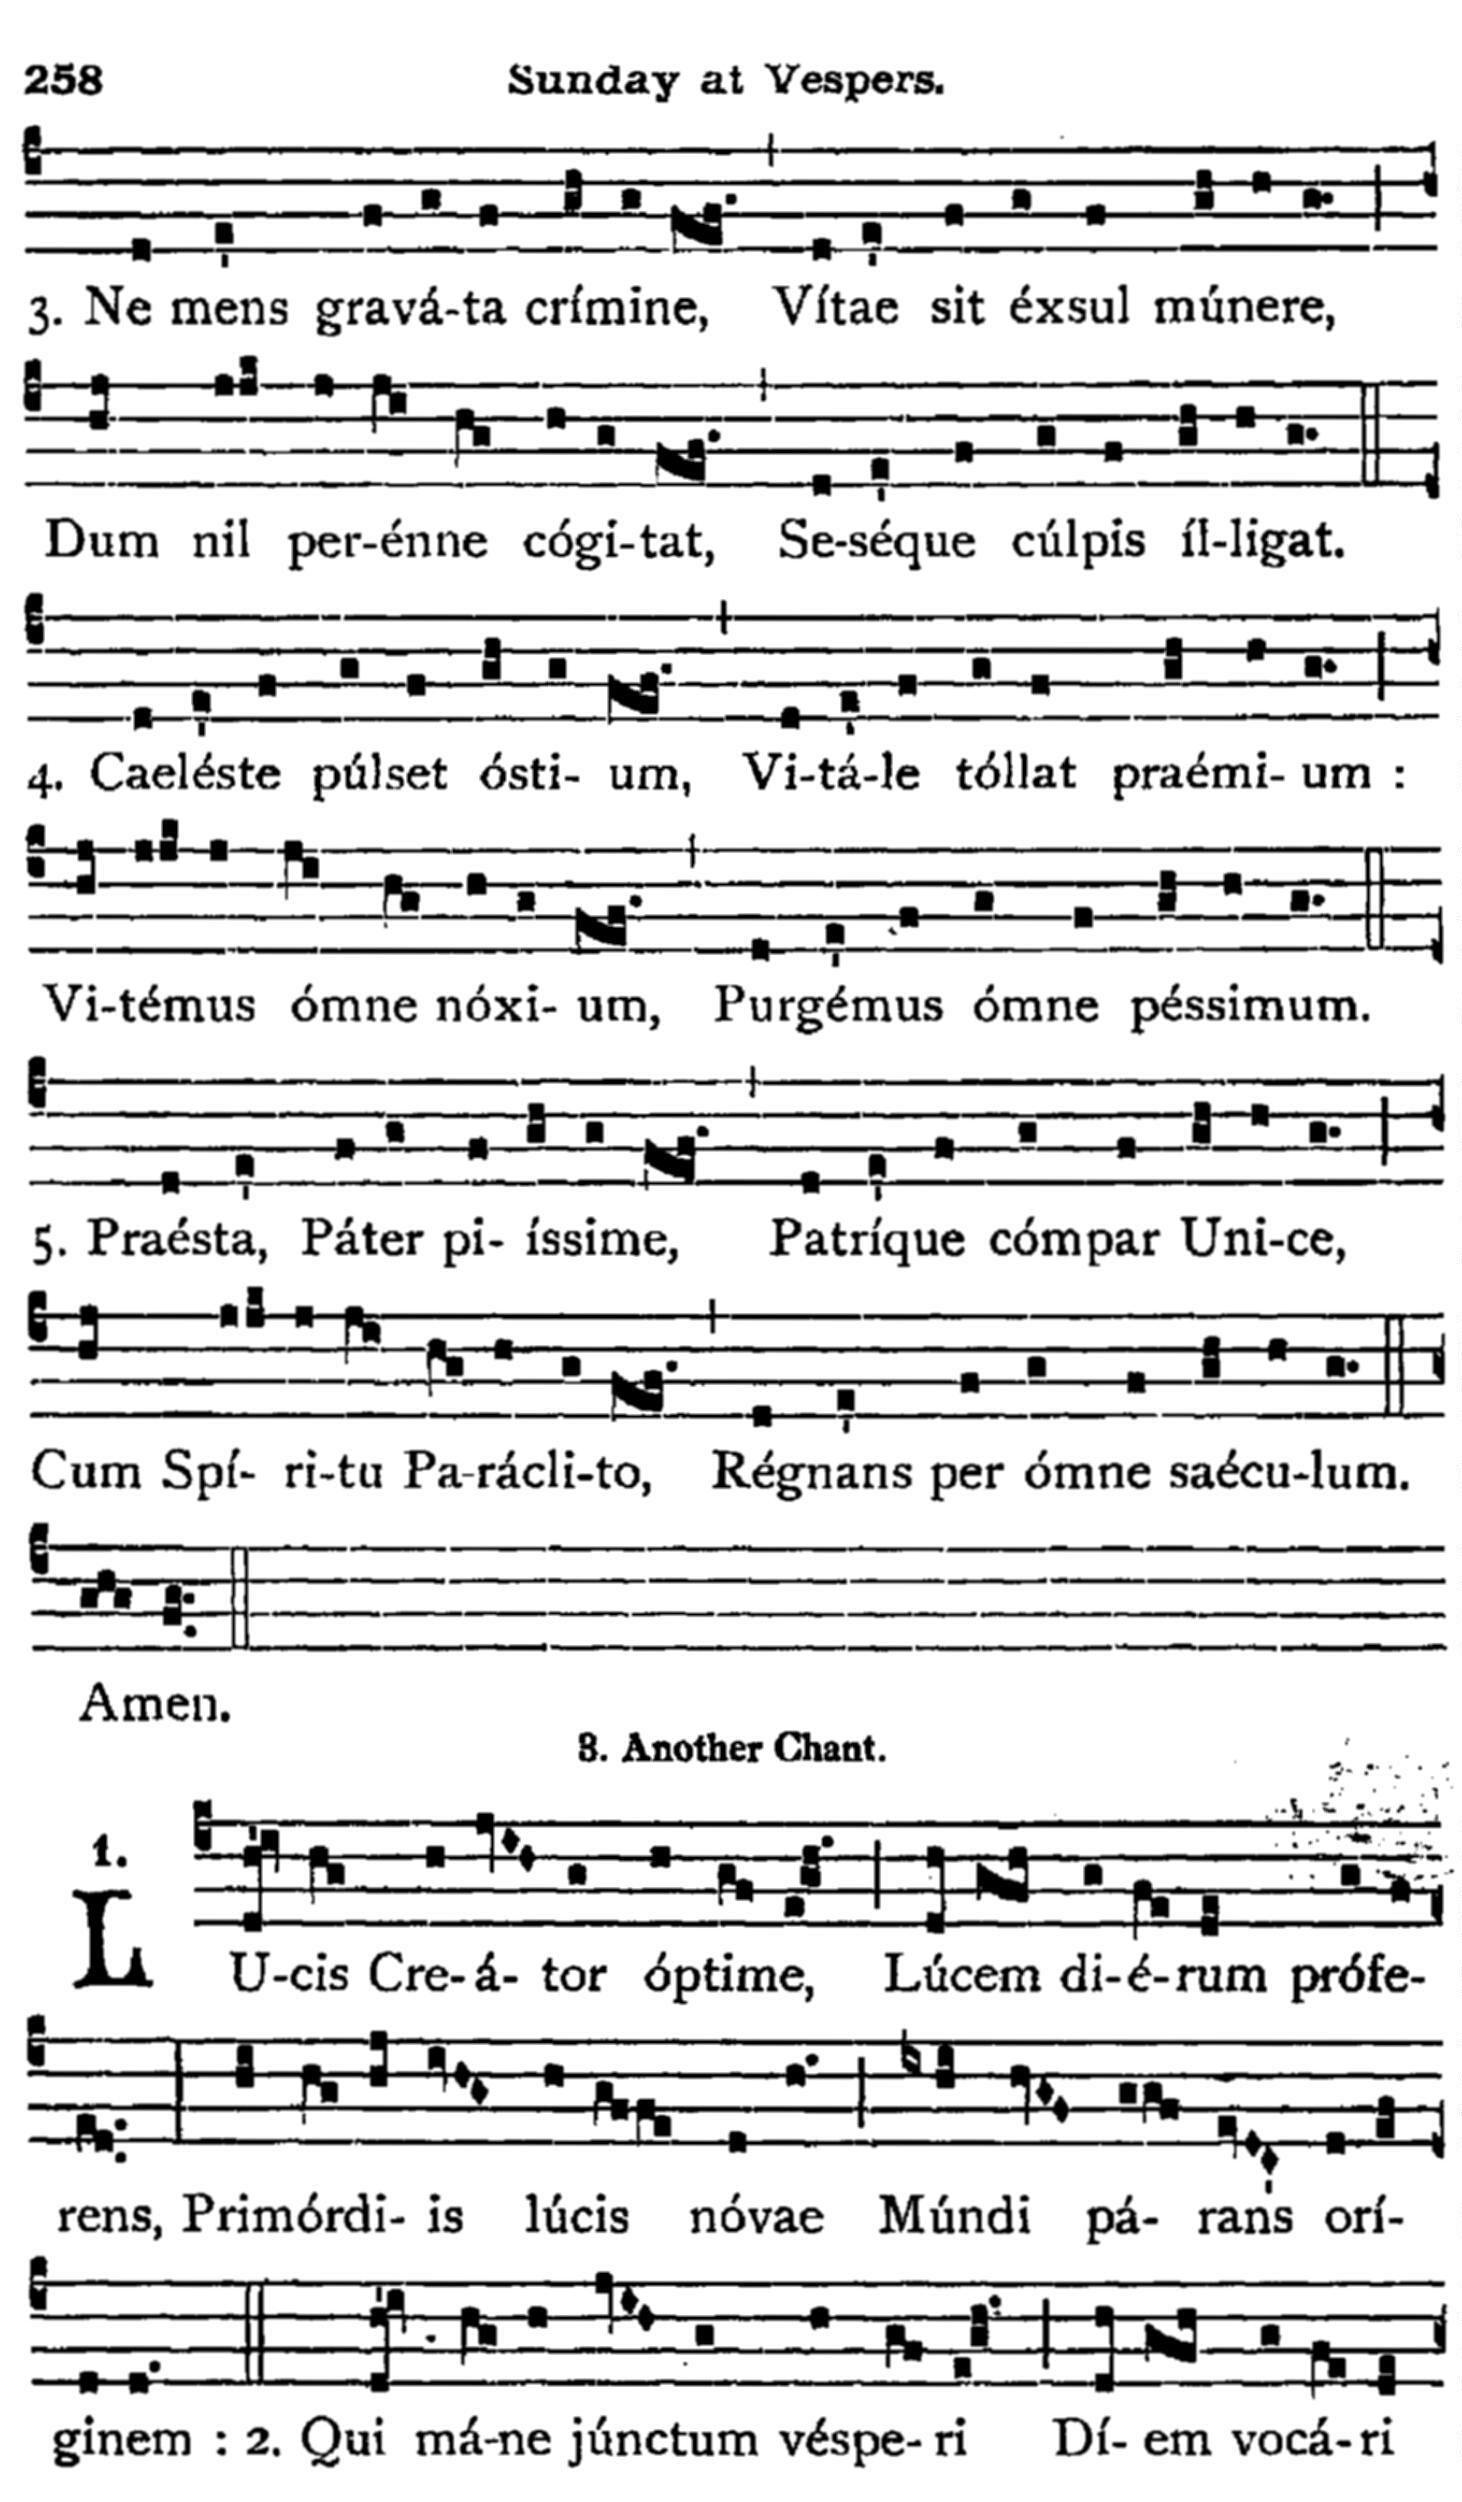 258 Sunday at Vespers.
3. Ne mens gravá-ta crímine, Vítae sit éxsul múnere,
Dum nil per-énne cógi-tat, Se-séque cúlpis íl-ligat.
4. Caeléste púlset ósti- um, Vi-tá-le tóllat praémi- um :
Vi-témus ómne nóxi- um, Purgémus ómne péssimum.
5. Praésta, Páter pi- íssime, Patríque cómpar Uni-ce,
Cum Spí- ri-tu Pa-rácli-to, Régnans per ómne saécu-lum.
Amen.
3. Another Chant.
1.
LU-cis Cre-á- tor óptime, Lúcem di-é-rum prófe-
rens, Primórdi- is lúcis nóvae Múndi pá- rans orí-
ginem : 2. Qui má-ne júnctum véspe- ri Dí- em vocá- ri